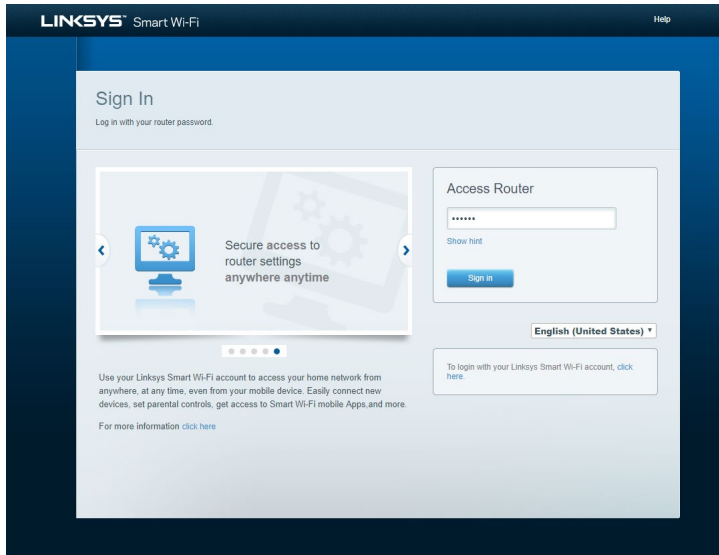 LINKSYS™ Smart Wi-Fi
Help
Sign In
Log in with your router password.
Secure access to
router settings
anywhere anytime
Use your Linksys Smart Wi-Fi account to access your home network from
anywhere, at any time, even from your mobile device. Easily connect new
devices, set parental controls, get access to Smart Wi-Fi mobile Apps,and more.
For more information click here
Access Router
••••••
Show hint
Sign in
English (United States)
To login with your Linksys Smart Wi-Fi account, click
here.